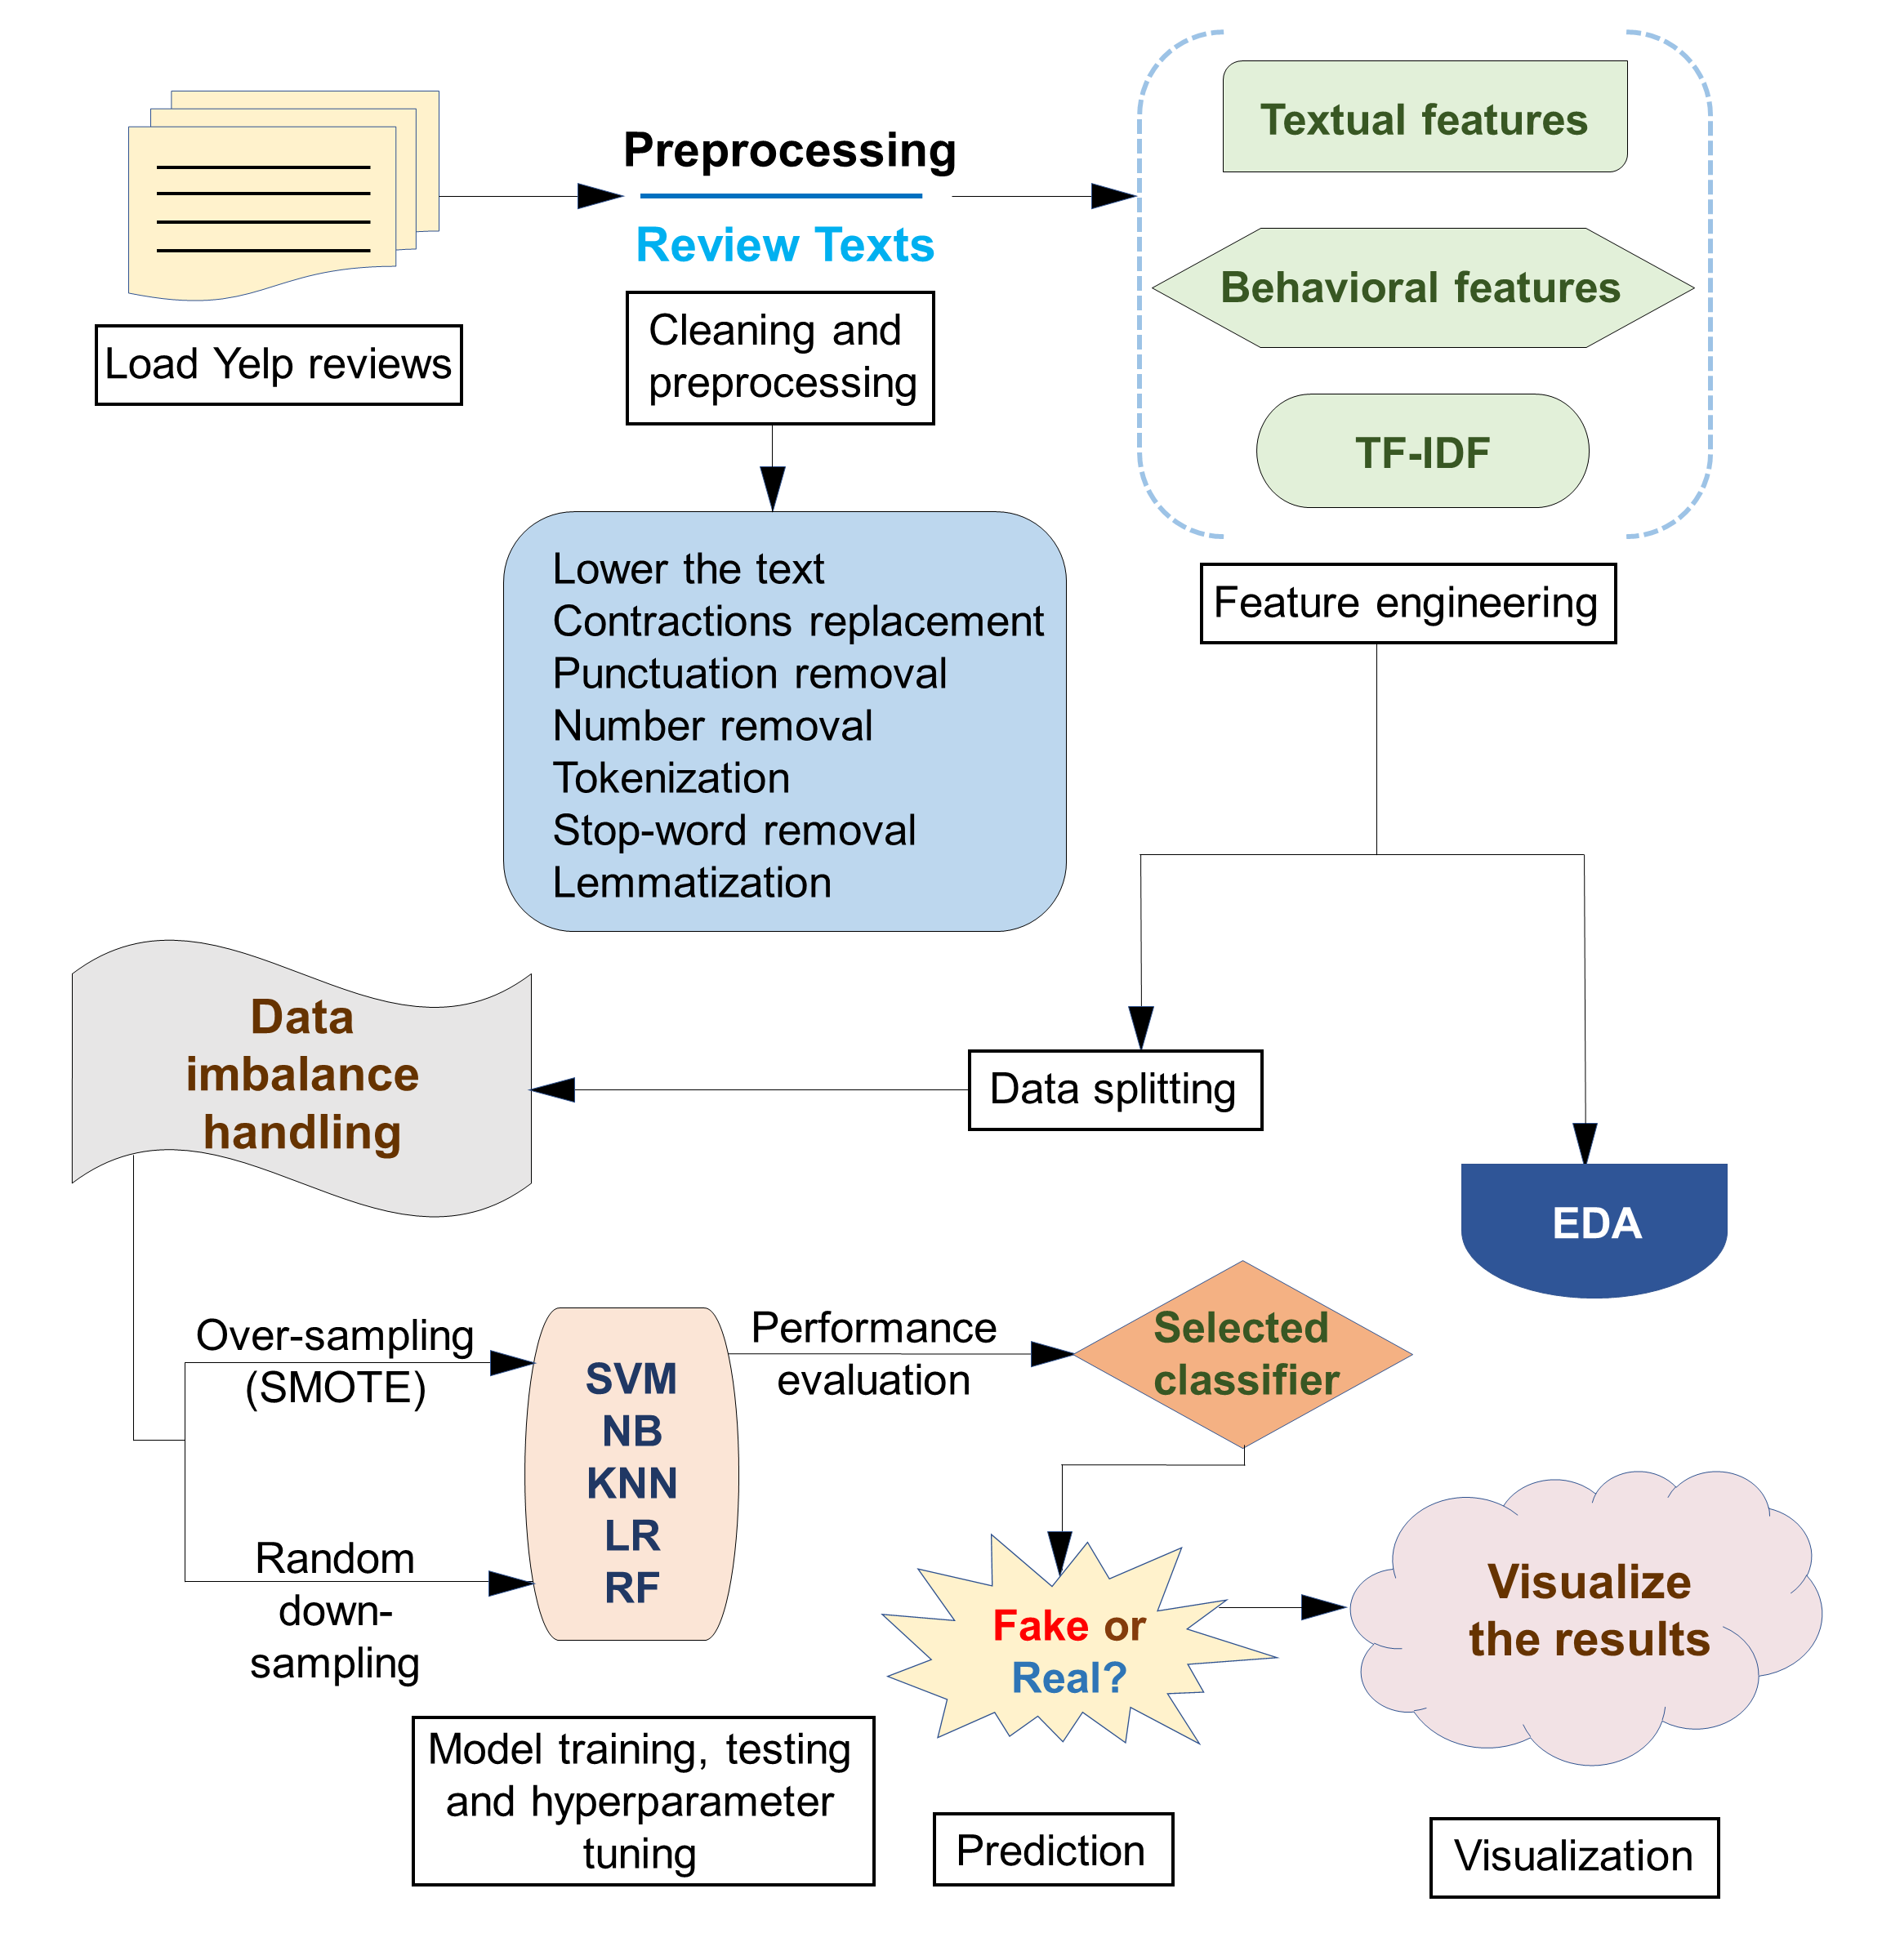 Load Yelp reviews
Preprocessing
Review Texts
Cleaning and
preprocessing
Lower the text
Contractions replacement
Punctuation removal
Number removal
Tokenization
Stop-word removal
Lemmatization
Textual features
Behavioral features
TF-IDF
Feature engineering
Data splitting
EDA
Data
imbalance
handling
Over-sampling
(SMOTE)
Random
down-
sampling
SVM
NB
KNN
LR
RF
Model training, testing
and hyperparameter
tuning
Performance
evaluation
Selected
classifier
Fake or
Real?
Prediction
Visualize
the results
Visualization